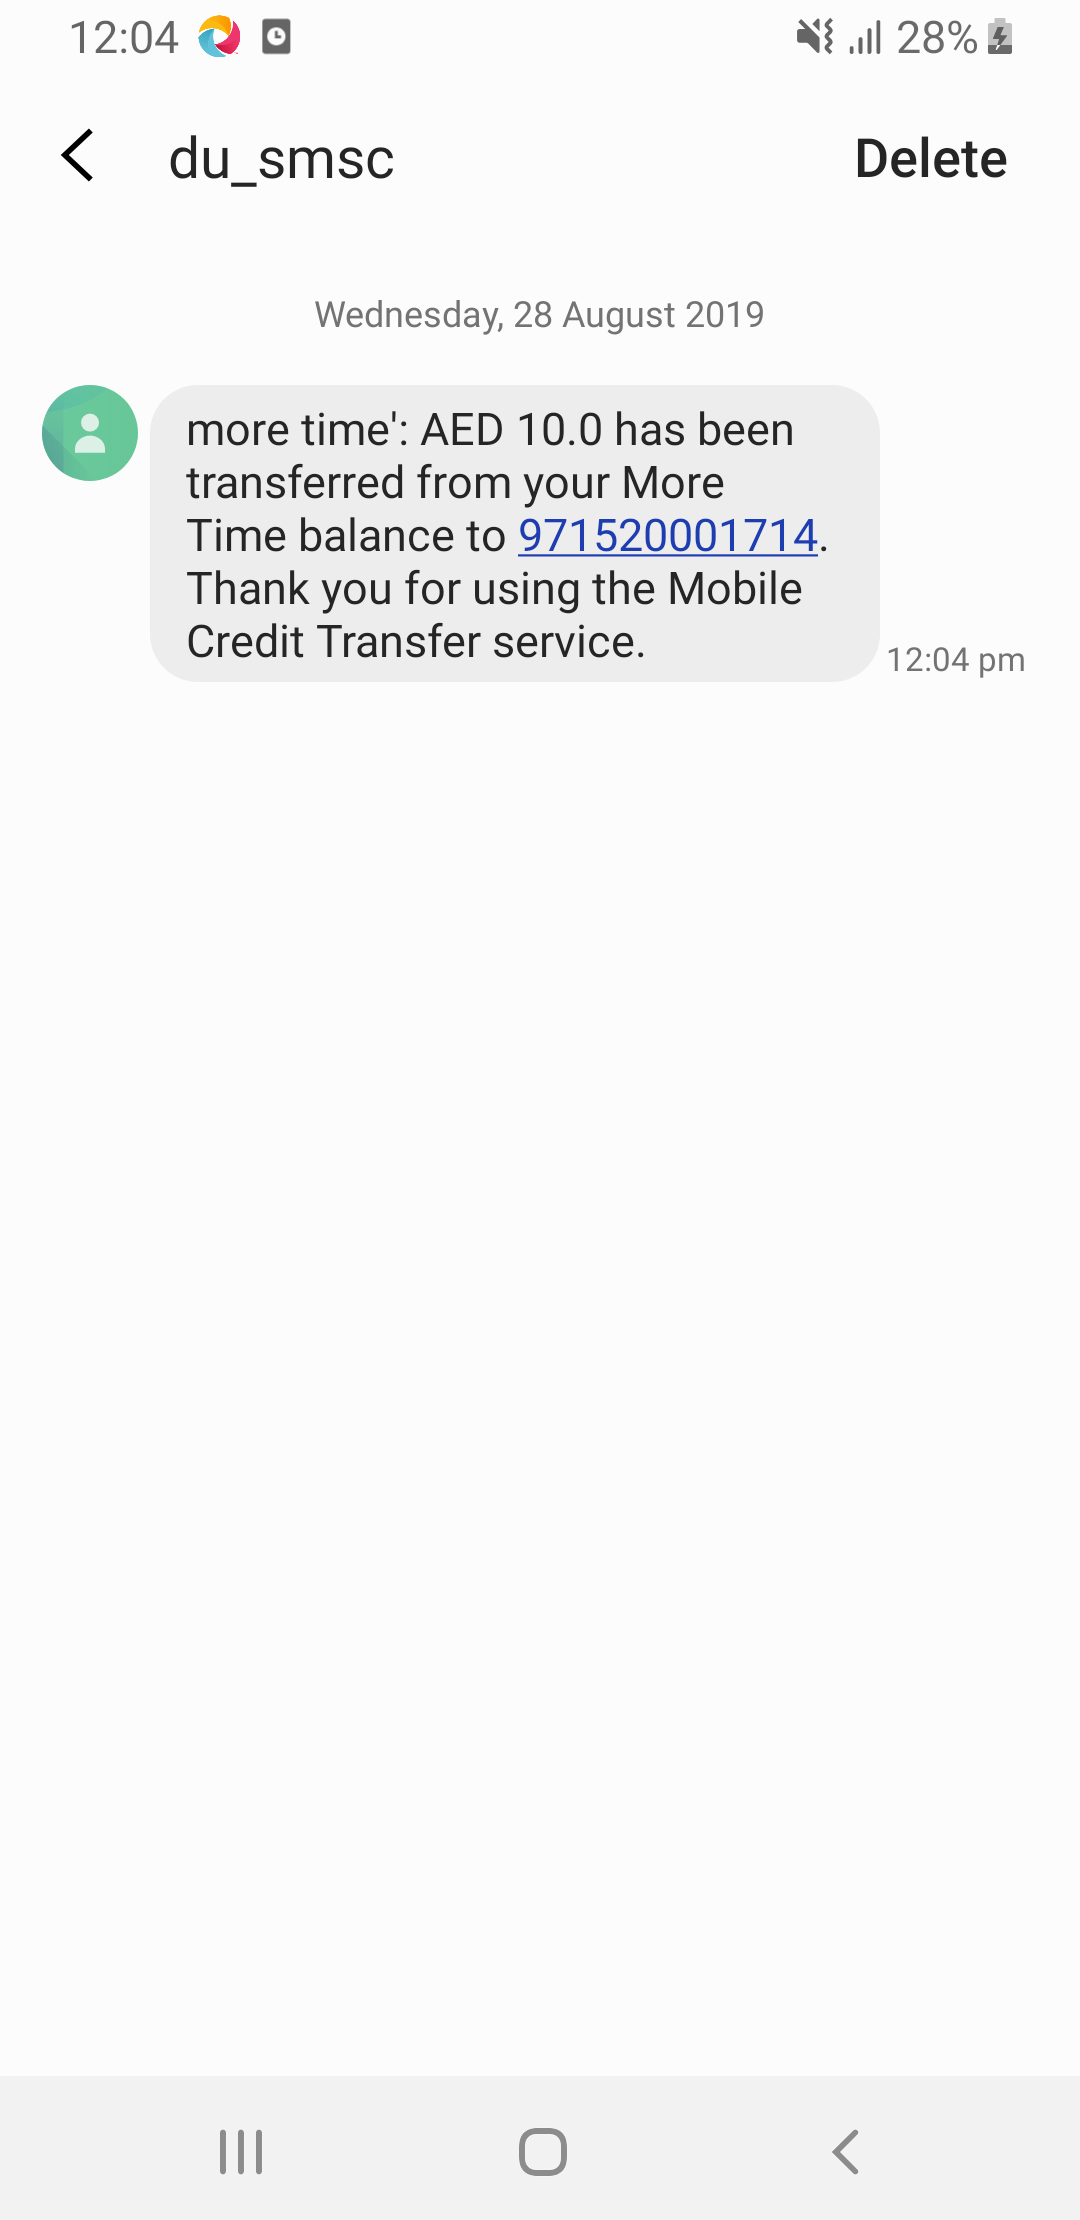 12:04 28%
du_smsc Delete
Wednesday, 28 August 2019
more time': AED 10.0 has been
transferred from your More
Time balance to 971520001714.
Thank you for using the Mobile
Credit Transfer service.
12:04 pm